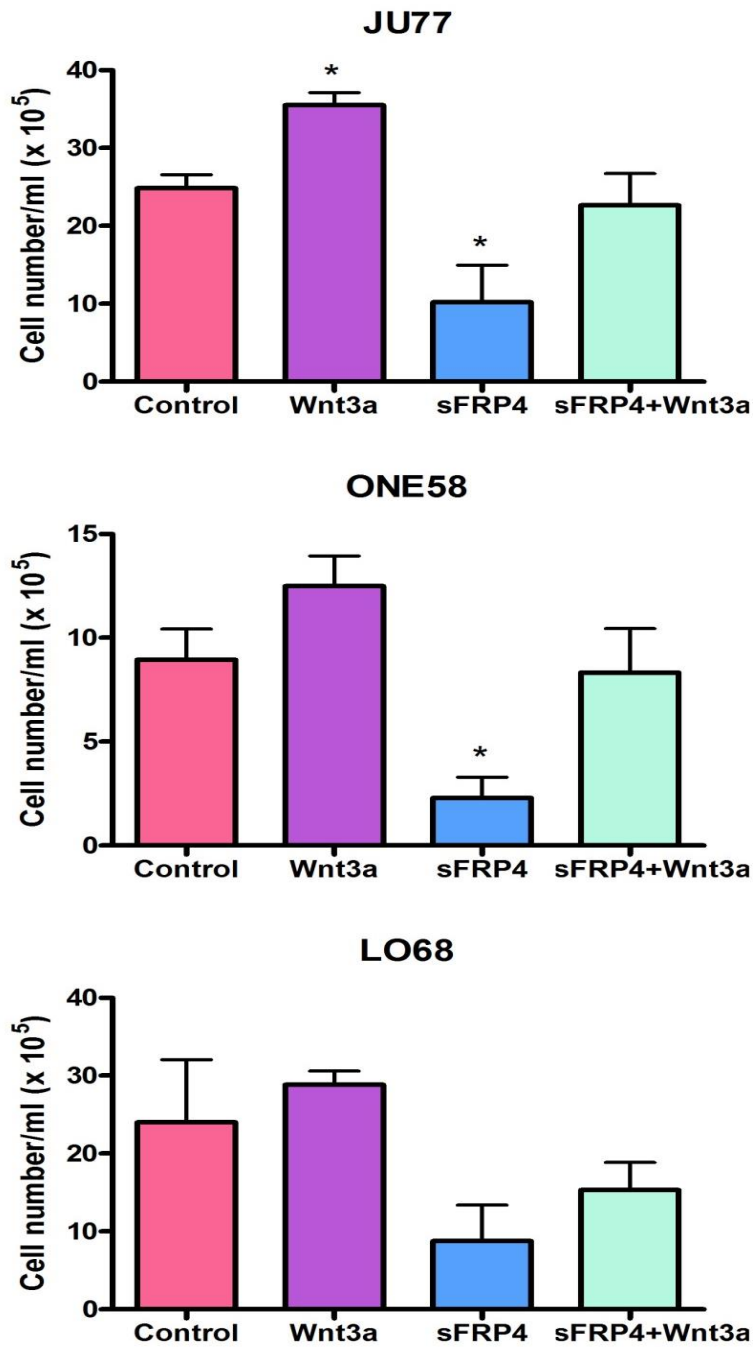 JU77
Cell number/ml (x 10⁵)
40
30
20
10
0
*
*
Control Wnt3a sFRP4 sFRP4+Wnt3a
ONE58
Cell number/ml (x 10⁵)
15
10
5
0
*
Control Wnt3a sFRP4 sFRP4+Wnt3a
LO68
Cell number/ml (x 10⁵)
40
30
20
10
0
Control Wnt3a sFRP4 sFRP4+Wnt3a